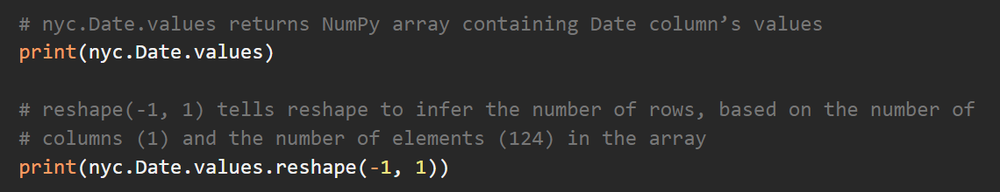 # nyc.Date.values returns NumPy array containing Date column’s values
print(nyc.Date.values)
# reshape(-1, 1) tells reshape to infer the number of rows, based on the number of
# columns (1) and the number of elements (124) in the array
print(nyc.Date.values.reshape(-1, 1))